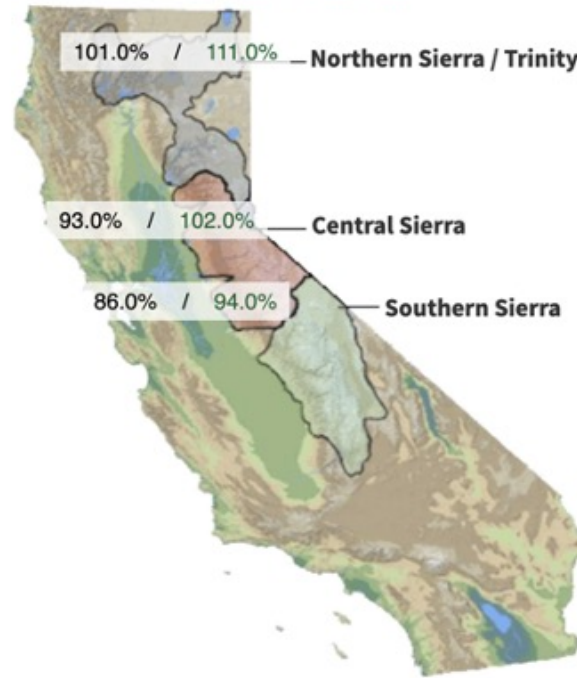 101.0% / 111.0% Northern Sierra / Trinity
93.0% / 102.0% Central Sierra
86.0% / 94.0% Southern Sierra